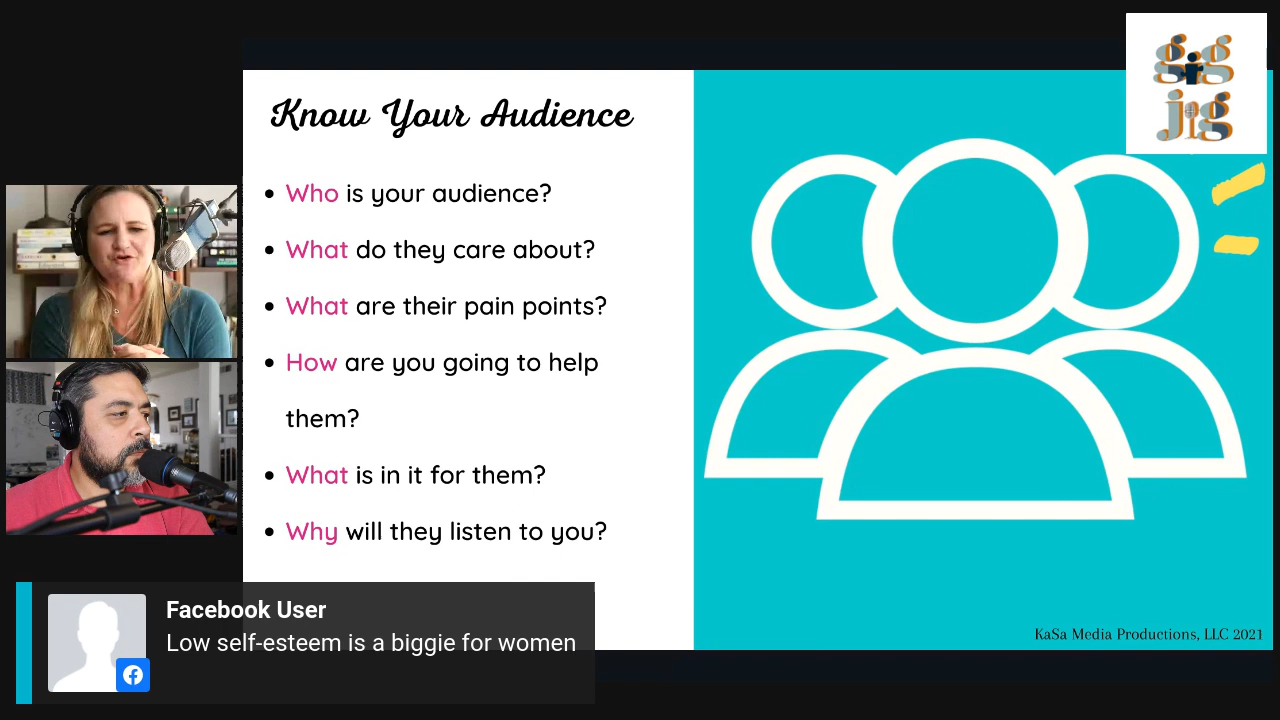 gig
jig
Know Your Audience
Who is your audience?
What do they care about?
What are their pain points?
How are you going to help
them?
What is in it for them?
Why will they listen to you?
KaSa Media Productions, LLC 2021
Facebook User
Low self-esteem is a biggie for women